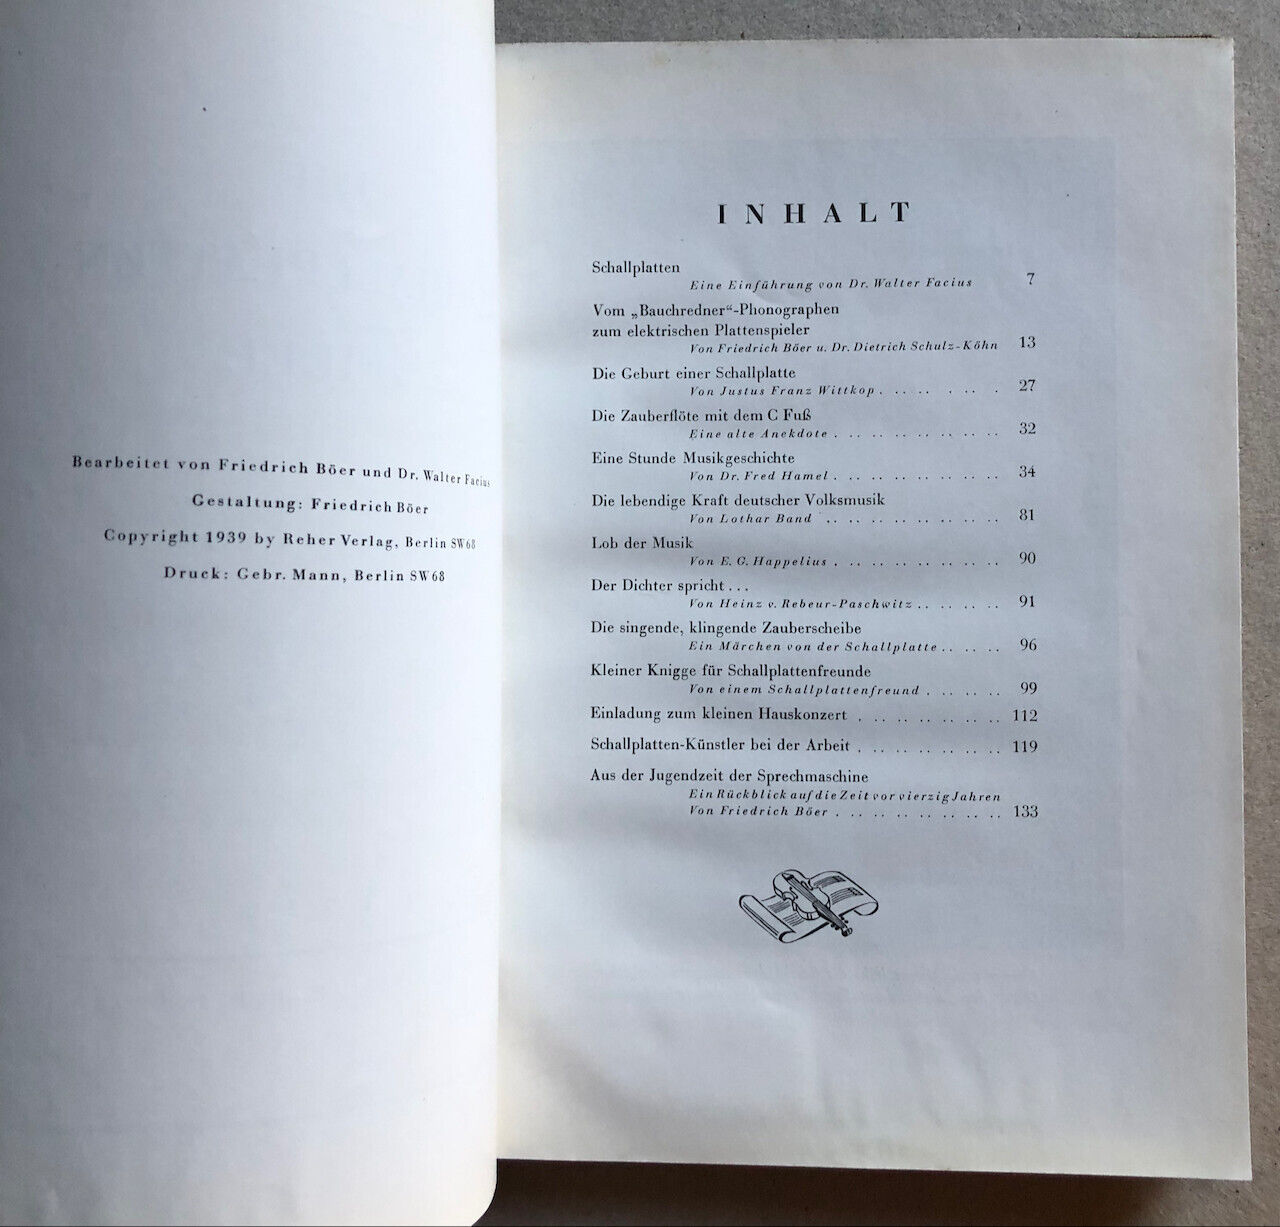 Bearbeitet von Friedrich Böer und Dr. Walter Facius
Gestaltung: Friedrich Böer
Copyright 1939 by Reher Verlag, Berlin SW68
Druck: Gebr. Mann, Berlin SW68
INHALT
Schallplatten
Eine Einführung von Dr. Walter Facius 7
Vom „Bauchredner“-Phonographen
zum elektrischen Plattenspieler
Von Friedrich Böer u. Dr. Dietrich Schulz-Köhn 13
Die Geburt einer Schallplatte
Von Justus Franz Wittkop . . . . . . . . 27
Die Zauberflöte mit dem C Fuß
Eine alte Anekdote . . . . . . . . . . . . 32
Eine Stunde Musikgeschichte
Von Dr. Fred Hamel . . . . . . . . . . . . 34
Die lebendige Kraft deutscher Volksmusik
Von Lothar Band . . . . . . . . . . . . 81
Lob der Musik
Von E. G. Happelius . . . . . . . . . . . . 90
Der Dichter spricht . . .
Von Heinz v. Rebeur-Paschwitz . . . . . . . 91
Die singende, klingende Zauberscheibe
Ein Märchen von der Schallplatte . . . . . . 96
Kleiner Knigge für Schallplattenfreunde
Von einem Schallplattenfreund . . . . . . 99
Einladung zum kleinen Hauskonzert . . . . . . . . . . 112
Schallplatten-Künstler bei der Arbeit . . . . . . . . . . 119
Aus der Jugendzeit der Sprechmaschine
Ein Rückblick auf die Zeit vor vierzig Jahren
Von Friedrich Böer . . . . . . . . . . . . 133